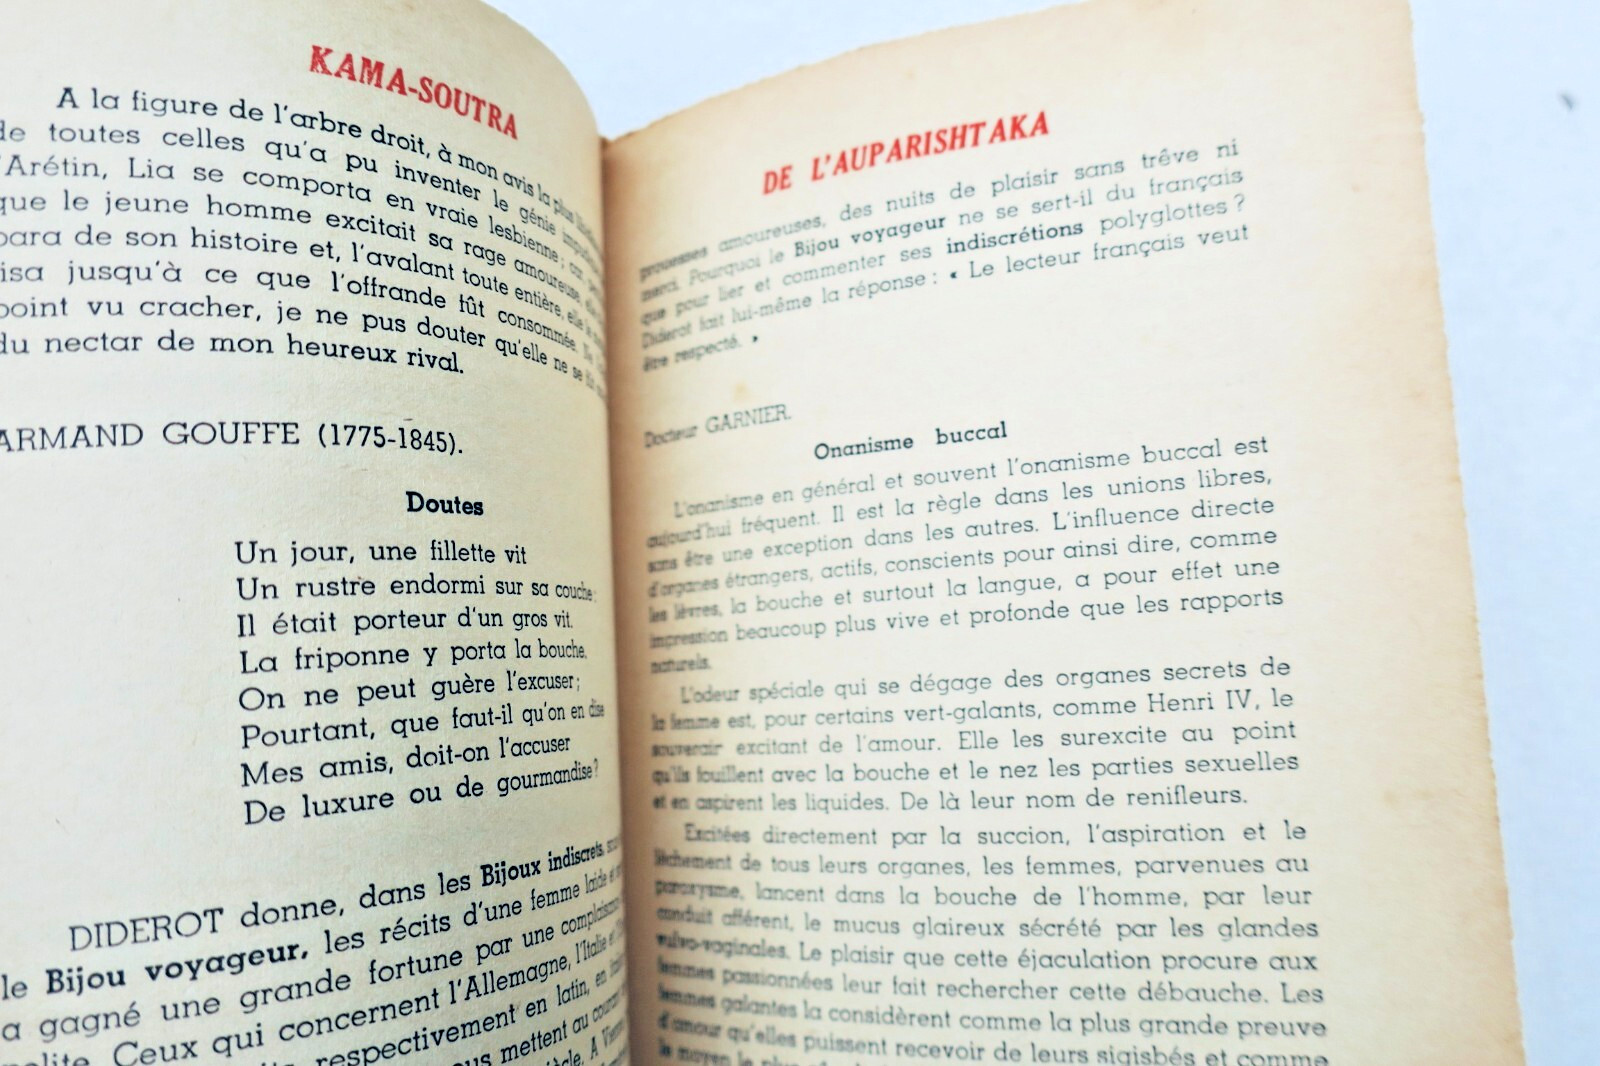 KAMA-SOUTRA
A la figure de l'arbre droit, à mon avis la plus
de toutes celles qu'a pu inventer le génie
l'Arétin, Lia se comporta en vraie lesbienne; car,
que le jeune homme excitait sa rage amoureuse, elle
para de son histoire et, l'avalant toute entière, elle le
jusqu'à ce que l'offrande fût consommée. Ne
point vu cracher, je ne pus douter qu'elle ne se fût
du nectar de mon heureux rival.
ARMAND GOUFFE (1775-1845).
Doutes
Un jour, une fillette vit
Un rustre endormi sur sa couche:
Il était porteur d'un gros vit.
La friponne y porta la bouche.
On ne peut guère l'excuser;
Pourtant, que faut-il qu'on en dise
Mes amis, doit-on l'accuser
De luxure ou de gourmandise?
DIDEROT donne, dans les Bijoux indiscrets,
le Bijou voyageur, les récits d'une femme laide et
a gagné une grande fortune par une complaisance
Ceux qui concernent l'Allemagne, l'Italie et
respectivement en latin, en
nous mettent au courant
siècle. A Vienne
DE L'AUPARISHTAKA
prouesses amoureuses, des nuits de plaisir sans trêve ni
merci. Pourquoi le Bijou voyageur ne se sert-il du français
que pour lier et commenter ses indiscrétions polyglottes ?
Diderot fait lui-même la réponse : « Le lecteur français veut
être respecté. »
Docteur GARNIER.
Onanisme buccal
L'onanisme en général et souvent l'onanisme buccal est
aujourd'hui fréquent. Il est la règle dans les unions libres,
sans être une exception dans les autres. L'influence directe
d'organes étrangers, actifs, conscients pour ainsi dire, comme
les lèvres, la bouche et surtout la langue, a pour effet une
impression beaucoup plus vive et profonde que les rapports
naturels.
L'odeur spéciale qui se dégage des organes secrets de
la femme est, pour certains vert-galants, comme Henri IV, le
souverain excitant de l'amour. Elle les surexcite au point
qu'ils fouillent avec la bouche et le nez les parties sexuelles
et en aspirent les liquides. De là leur nom de renifleurs.
Excitées directement par la succion, l'aspiration et le
lèchement de tous leurs organes, les femmes, parvenues au
paroxysme, lancent dans la bouche de l'homme, par leur
conduit afférent, le mucus glaireux sécrété par les glandes
vulvo-vaginales. Le plaisir que cette éjaculation procure aux
femmes passionnées leur fait rechercher cette débauche. Les
femmes galantes la considèrent comme la plus grande preuve
d'amour qu'elles puissent recevoir de leurs sigisbés et comme
le moyen le plus